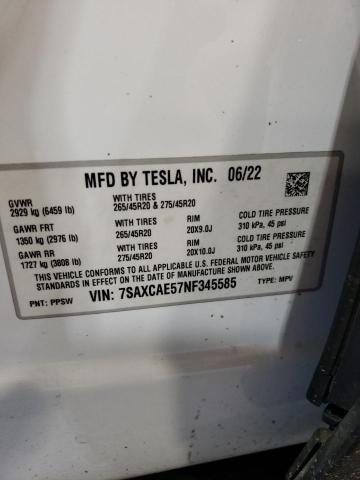 MFD BY TESLA, INC. 06/22
GVWR WITH TIRES
2929 kg (6459 lb) 265/45R20 & 275/45R20
GAWR FRT WITH TIRES RIM COLD TIRE PRESSURE
1350 kg (2976 lb) 265/45R20 20X9.0J 310 kPa, 45 psi
GAWR RR WITH TIRES RIM COLD TIRE PRESSURE
1727 kg (3808 lb) 275/45R20 20X10.0J 310 kPa, 45 psi
THIS VEHICLE CONFORMS TO ALL APPLICABLE U.S. FEDERAL MOTOR VEHICLE SAFETY
STANDARDS IN EFFECT ON THE DATE OF MANUFACTURE SHOWN ABOVE.
PNT: PPSW VIN: 7SAXCAE57NF345585 TYPE: MPV